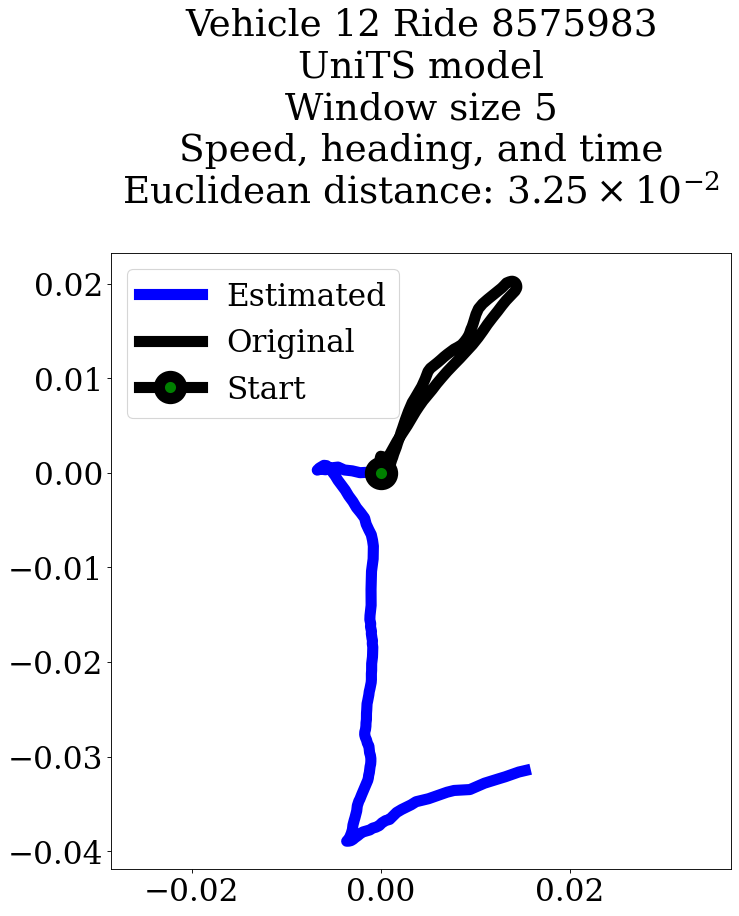 Vehicle 12 Ride 8575983
UniTS model
Window size 5
Speed, heading, and time
Euclidean distance: 3.25 × 10⁻²
Estimated
Original
Start
0.02
0.01
0.00
−0.01
−0.02
−0.03
−0.04
−0.02 0.00 0.02